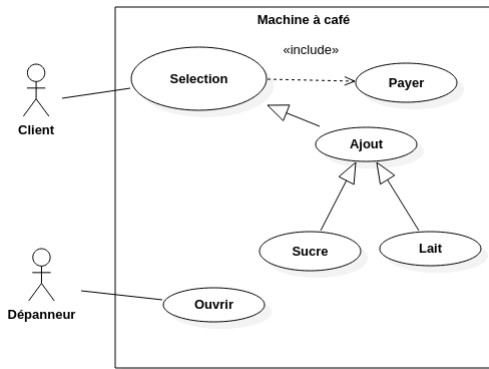 Machine à café
«include»
Selection
Payer
Client
Ajout
Sucre
Lait
Dépanneur
Ouvrir